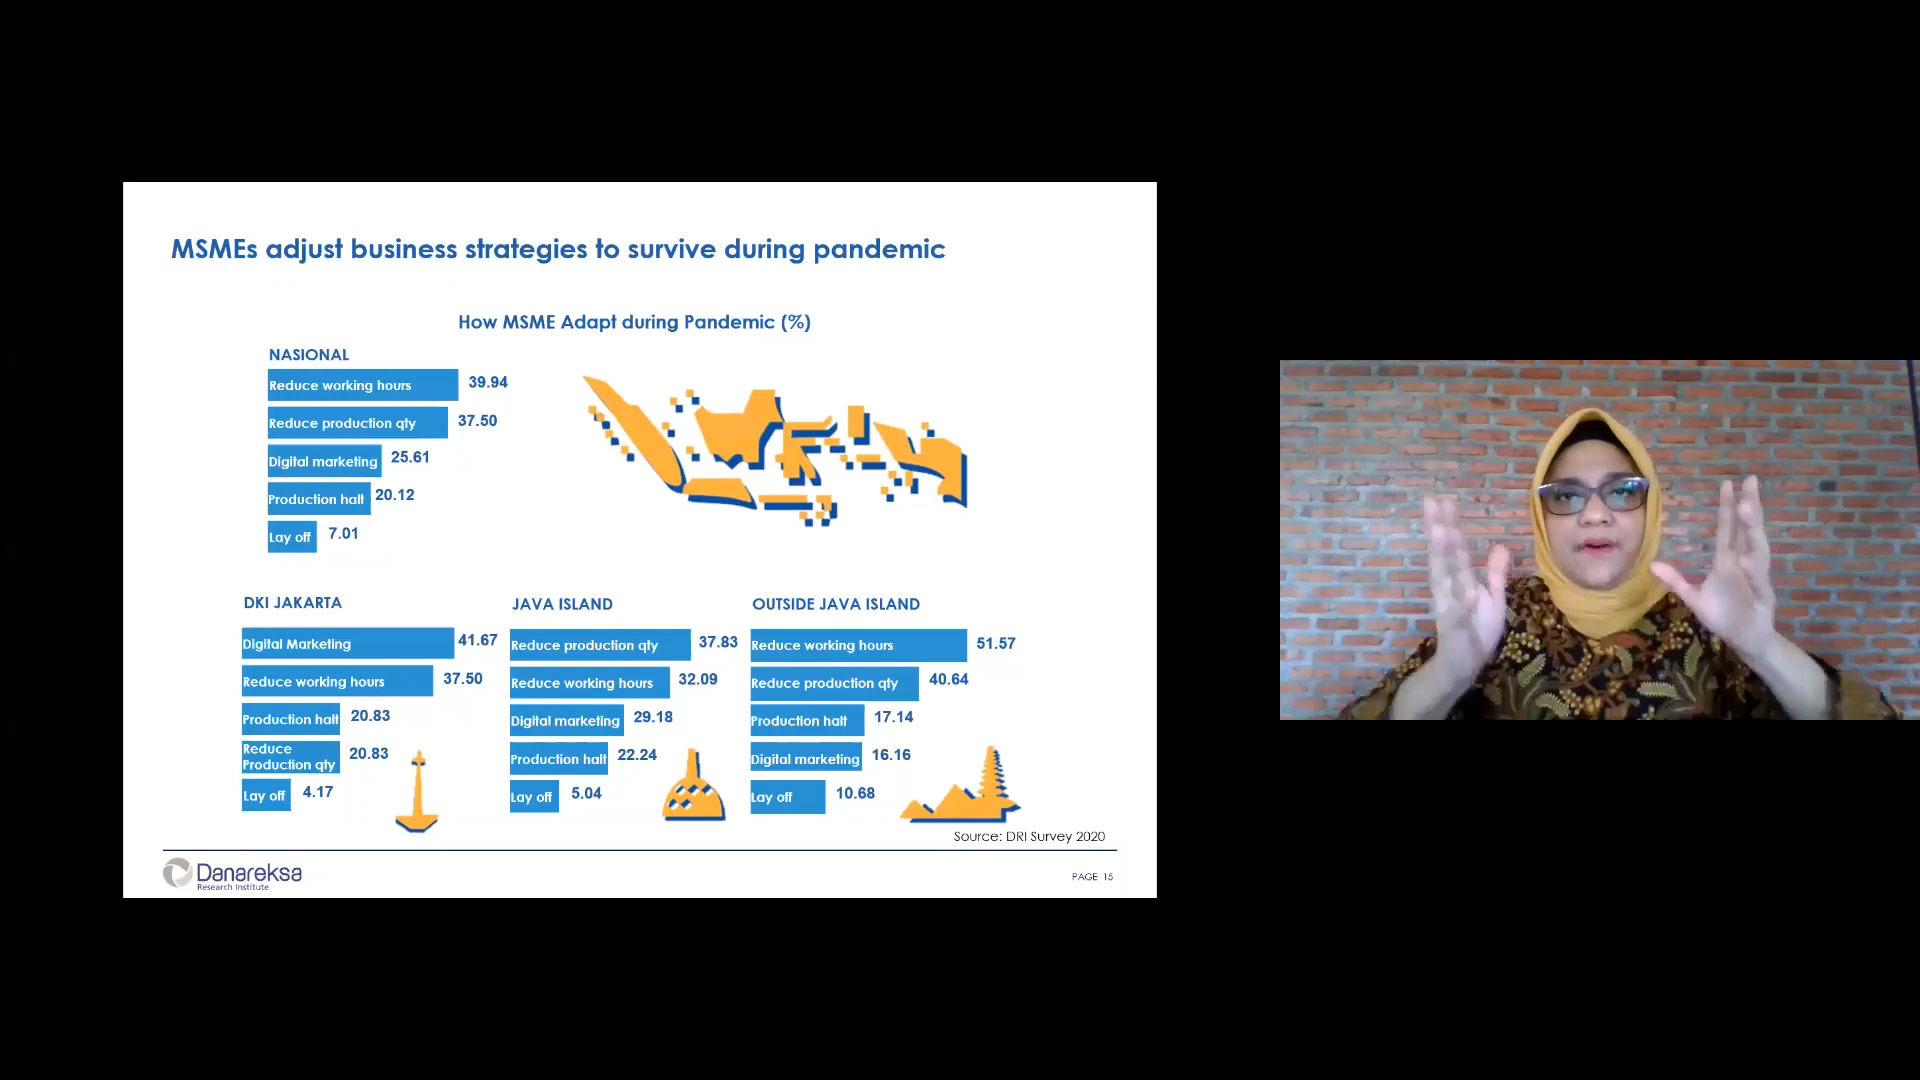 MSMEs adjust business strategies to survive during pandemic
How MSME Adapt during Pandemic (%)
NASIONAL
Reduce working hours 39.94
Reduce production qty 37.50
Digital marketing 25.61
Production halt 20.12
Lay off 7.01
DKI JAKARTA
Digital Marketing 41.67
Reduce working hours 37.50
Production halt 20.83
Reduce
Production qty 20.83
Lay off 4.17
JAVA ISLAND
Reduce production qty 37.83
Reduce working hours 32.09
Digital marketing 29.18
Production halt 22.24
Lay off 5.04
OUTSIDE JAVA ISLAND
Reduce working hours 51.57
Reduce production qty 40.64
Production halt 17.14
Digital marketing 16.16
Lay off 10.68
Source: DRI Survey 2020
Danareksa
Research Institute
PAGE 15